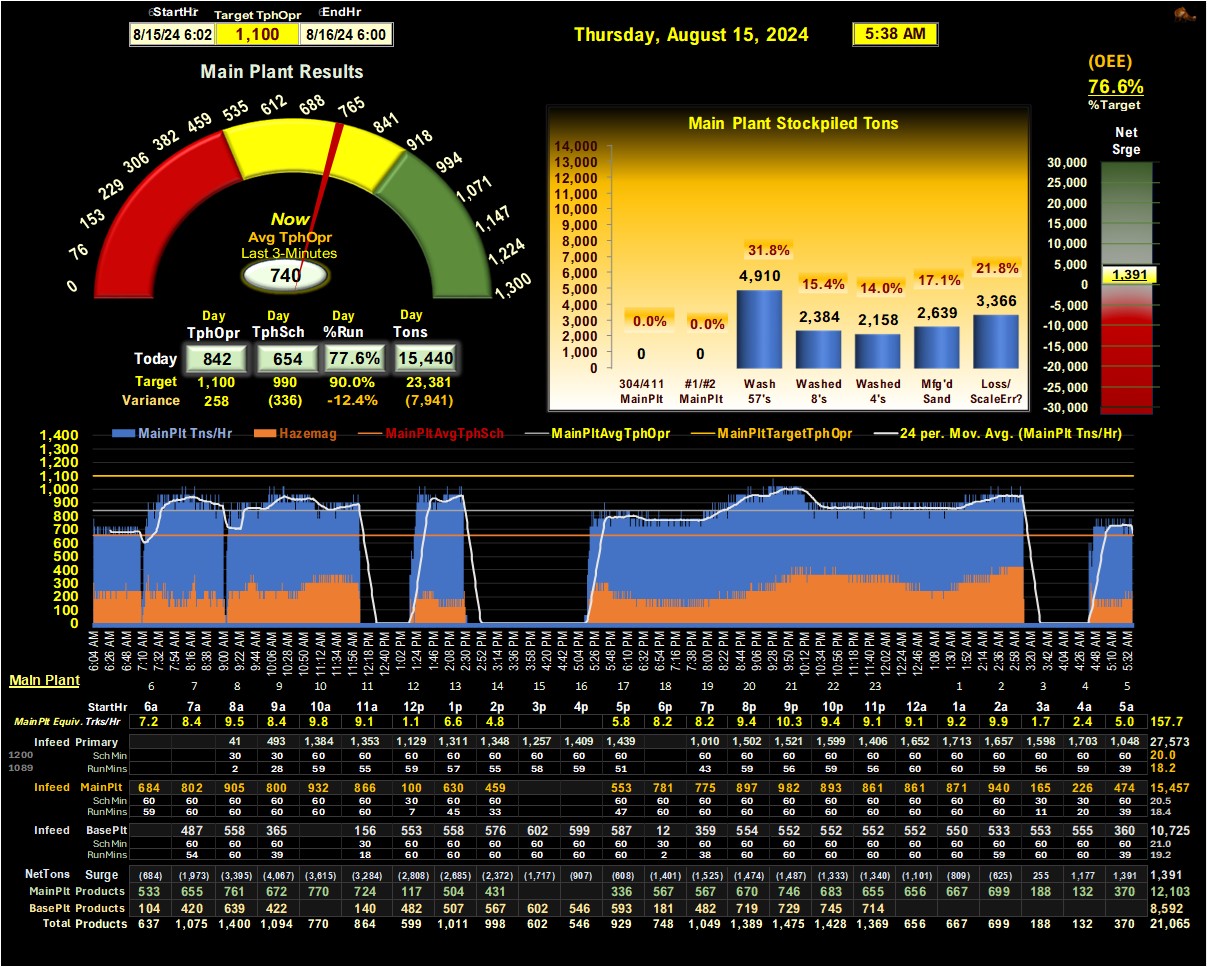 StartHr Target TphOpr EndHr
8/15/24 6:02 1,100 8/16/24 6:00
Thursday, August 15, 2024 5:38 AM
(OEE)
76.6%
%Target
Main Plant Results
0 76 153 229 306 382 459 535 612 688 765 841 918 994 1,071 1,147 1,224 1,300
Now
Avg TphOpr
Last 3-Minutes
740
Day Day Day Day
TphOpr TphSch %Run Tons
Today 842 654 77.6% 15,440
Target 1,100 990 90.0% 23,381
Variance 258 (336) -12.4% (7,941)
Main Plant Stockpiled Tons
14,000
13,000
12,000
11,000
10,000
9,000
8,000
7,000
6,000
5,000
4,000
3,000
2,000
1,000
0
0.0% 0.0% 31.8% 15.4% 14.0% 17.1% 21.8%
0 0 4,910 2,384 2,158 2,639 3,366
304/411 #1/#2 Wash Washed Washed Mfg'd Loss/
MainPlt MainPlt 57's 8's 4's Sand ScaleErr?
Net
Srge
30,000
25,000
20,000
15,000
10,000
5,000
0
-5,000
-10,000
-15,000
-20,000
-25,000
-30,000
1,391
MainPlt Tns/Hr Hazemag MainPltAvgTphSch MainPltAvgTphOpr MainPltTargetTphOpr 24 per. Mov. Avg. (MainPlt Tns/Hr)
1,400
1,300
1,200
1,100
1,000
900
800
700
600
500
400
300
200
100
0
6:04 AM 6:26 AM 6:48 AM 7:10 AM 7:32 AM 7:54 AM 8:16 AM 8:38 AM 9:00 AM 9:22 AM 9:44 AM 10:06 AM 10:28 AM 10:50 AM 11:12 AM 11:34 AM 11:56 AM 12:18 PM 12:40 PM 1:02 PM 1:24 PM 1:46 PM 2:08 PM 2:30 PM 2:52 PM 3:14 PM 3:36 PM 3:58 PM 4:20 PM 4:42 PM 5:04 PM 5:26 PM 5:48 PM 6:10 PM 6:32 PM 6:54 PM 7:16 PM 7:38 PM 8:00 PM 8:22 PM 8:44 PM 9:06 PM 9:28 PM 9:50 PM 10:12 PM 10:34 PM 10:56 PM 11:18 PM 11:40 PM 12:02 AM 12:24 AM 12:46 AM 1:08 AM 1:30 AM 1:52 AM 2:14 AM 2:36 AM 2:58 AM 3:20 AM 3:42 AM 4:04 AM 4:26 AM 4:48 AM 5:10 AM 5:32 AM
Main Plant 6 7 8 9 10 11 12 13 14 15 16 17 18 19 20 21 22 23 1 2 3 4 5
StartHr 6a 7a 8a 9a 10a 11a 12p 1p 2p 3p 4p 5p 6p 7p 8p 9p 10p 11p 12a 1a 2a 3a 4a 5a
MainPlt Equiv. Trks/Hr 7.2 8.4 9.5 8.4 9.8 9.1 1.1 6.6 4.8 5.8 8.2 8.2 9.4 10.3 9.4 9.1 9.1 9.2 9.9 1.7 2.4 5.0 157.7
Infeed Primary 41 493 1,384 1,353 1,129 1,311 1,348 1,257 1,409 1,439 1,010 1,502 1,521 1,599 1,406 1,652 1,713 1,657 1,598 1,703 1,048 27,573
1200 Sch Min 30 30 60 60 60 60 60 60 60 60 60 60 60 60 60 60 60 60 60 60 60 20.0
1089 RunMins 2 28 59 55 59 57 55 58 59 51 43 59 56 59 56 60 60 59 56 59 39 18.2
Infeed MainPlt 684 802 905 800 932 866 100 630 459 553 781 775 897 982 893 861 861 871 940 165 226 474 15,457
Sch Min 60 60 60 60 60 60 30 60 60 60 60 60 60 60 60 60 60 60 60 30 30 60 20.5
RunMins 59 60 60 60 60 60 7 45 33 47 60 60 60 60 60 60 60 60 60 11 20 39 18.4
Infeed BasePlt 487 558 365 156 553 558 576 602 599 587 12 359 554 552 552 552 552 550 533 553 555 360 10,725
Sch Min 60 60 60 30 60 60 60 60 60 60 30 60 60 60 60 60 60 60 60 60 60 60 21.0
RunMins 54 60 39 18 60 60 60 60 60 60 2 38 60 60 60 60 60 60 59 60 60 39 19.2
NetTons Surge (684) (1,973) (3,395) (4,067) (3,615) (3,284) (2,808) (2,685) (2,372) (1,717) (907) (608) (1,401) (1,525) (1,474) (1,487) (1,333) (1,340) (1,101) (809) (625) 255 1,177 1,391 1,391
MainPlt Products 533 655 761 672 770 724 117 504 431 336 567 567 670 746 683 655 656 667 699 188 132 370 12,103
BasePlt Products 104 420 639 422 140 482 507 567 602 546 593 181 482 719 729 745 714 8,592
Total Products 637 1,075 1,400 1,094 770 864 599 1,011 998 602 546 929 748 1,049 1,389 1,475 1,428 1,369 656 667 699 188 132 370 21,065